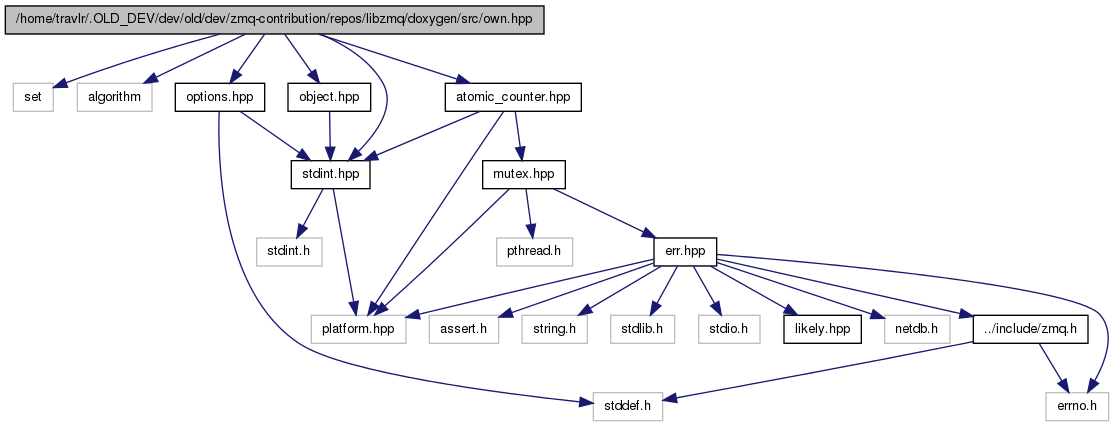 /home/travlr/.OLD_DEV/dev/old/dev/zmq-contribution/repos/libzmq/doxygen/src/own.hpp
set
algorithm
options.hpp
object.hpp
atomic_counter.hpp
stdint.hpp
mutex.hpp
stdint.h
pthread.h
err.hpp
platform.hpp
assert.h
string.h
stdlib.h
stdio.h
likely.hpp
netdb.h
../include/zmq.h
stddef.h
errno.h